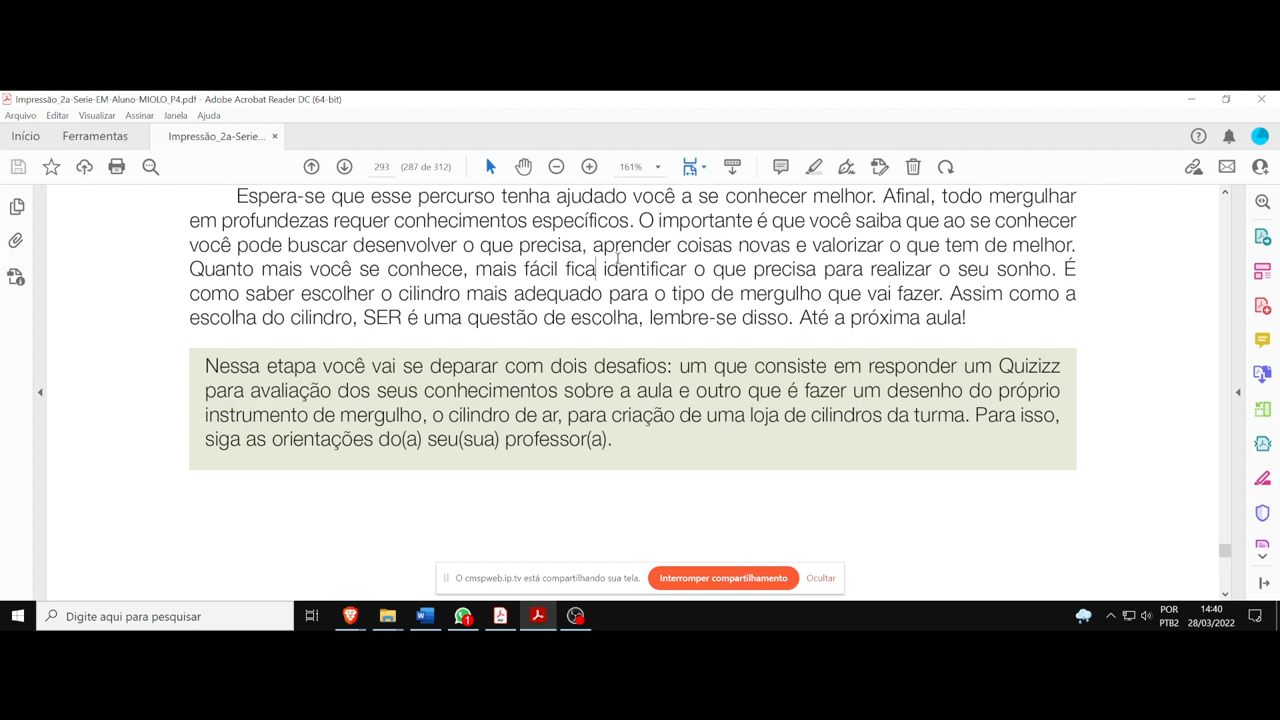 Impressão_2a-Serie-EM-Aluno-MIOLO_P4.pdf - Adobe Acrobat Reader DC (64-bit)
Arquivo Editar Visualizar Assinar Janela Ajuda
Início Ferramentas Impressão_2a-Serie... ×
293 (287 de 312) 161%
Espera-se que esse percurso tenha ajudado você a se conhecer melhor. Afinal, todo mergulhar
em profundezas requer conhecimentos específicos. O importante é que você saiba que ao se conhecer
você pode buscar desenvolver o que precisa, aprender coisas novas e valorizar o que tem de melhor.
Quanto mais você se conhece, mais fácil fica identificar o que precisa para realizar o seu sonho. É
como saber escolher o cilindro mais adequado para o tipo de mergulho que vai fazer. Assim como a
escolha do cilindro, SER é uma questão de escolha, lembre-se disso. Até a próxima aula!
Nessa etapa você vai se deparar com dois desafios: um que consiste em responder um Quizizz
para avaliação dos seus conhecimentos sobre a aula e outro que é fazer um desenho do próprio
instrumento de mergulho, o cilindro de ar, para criação de uma loja de cilindros da turma. Para isso,
siga as orientações do(a) seu(sua) professor(a).
O cmspweb.ip.tv está compartilhando sua tela. Interromper compartilhamento Ocultar
Digite aqui para pesquisar
1
POR 14:40
PTB2 28/03/2022